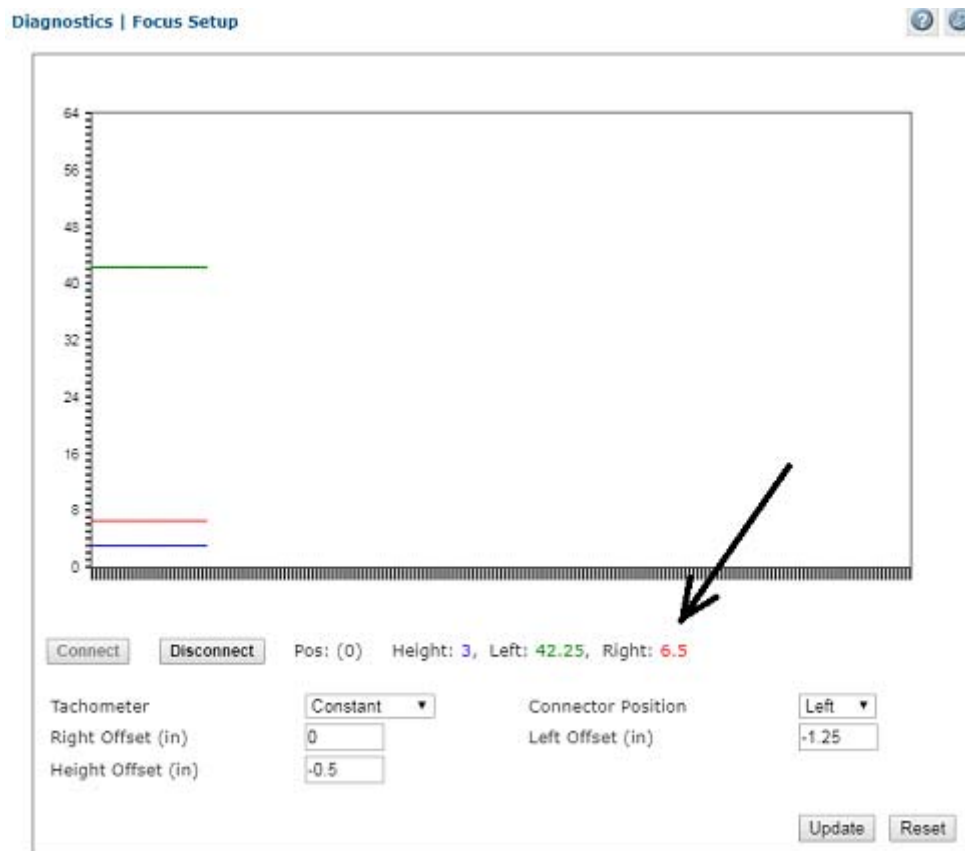 Diagnostics | Focus Setup
64
56
48
40
32
24
16
8
0
Connect Disconnect Pos: (0) Height: 3, Left: 42.25, Right: 6.5
Tachometer Constant Connector Position Left
Right Offset (in) 0 Left Offset (in) -1.25
Height Offset (in) -0.5
Update Reset